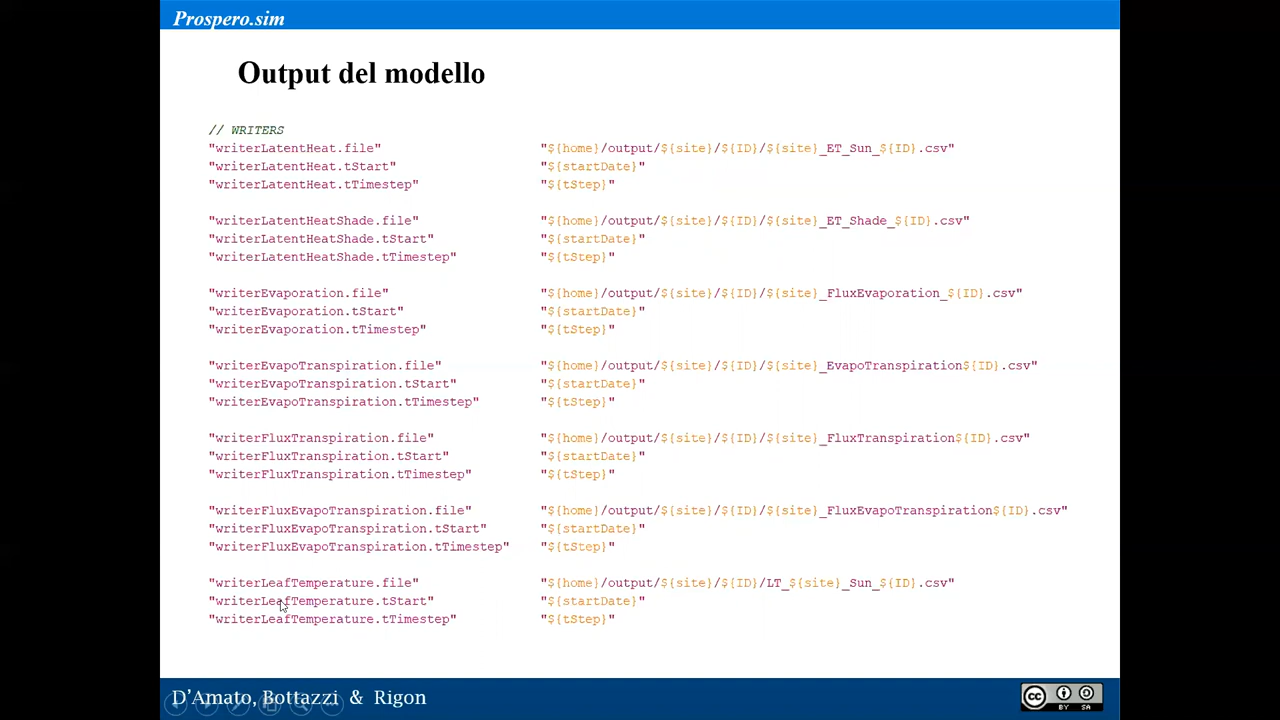 Prospero.sim
Output del modello
// WRITERS
"writerLatentHeat.file" "${home}/output/${site}/${ID}/${site}_ET_Sun_${ID}.csv"
"writerLatentHeat.tStart" "${startDate}"
"writerLatentHeat.tTimestep" "${tStep}"
"writerLatentHeatShade.file" "${home}/output/${site}/${ID}/${site}_ET_Shade_${ID}.csv"
"writerLatentHeatShade.tStart" "${startDate}"
"writerLatentHeatShade.tTimestep" "${tStep}"
"writerEvaporation.file" "${home}/output/${site}/${ID}/${site}_FluxEvaporation_${ID}.csv"
"writerEvaporation.tStart" "${startDate}"
"writerEvaporation.tTimestep" "${tStep}"
"writerEvapoTranspiration.file" "${home}/output/${site}/${ID}/${site}_EvapoTranspiration${ID}.csv"
"writerEvapoTranspiration.tStart" "${startDate}"
"writerEvapoTranspiration.tTimestep" "${tStep}"
"writerFluxTranspiration.file" "${home}/output/${site}/${ID}/${site}_FluxTranspiration${ID}.csv"
"writerFluxTranspiration.tStart" "${startDate}"
"writerFluxTranspiration.tTimestep" "${tStep}"
"writerFluxEvapoTranspiration.file" "${home}/output/${site}/${ID}/${site}_FluxEvapoTranspiration${ID}.csv"
"writerFluxEvapoTranspiration.tStart" "${startDate}"
"writerFluxEvapoTranspiration.tTimestep" "${tStep}"
"writerLeafTemperature.file" "${home}/output/${site}/${ID}/LT_${site}_Sun_${ID}.csv"
"writerLeafTemperature.tStart" "${startDate}"
"writerLeafTemperature.tTimestep" "${tStep}"
D'Amato, Bottazzi & Rigon
cc
BY SA